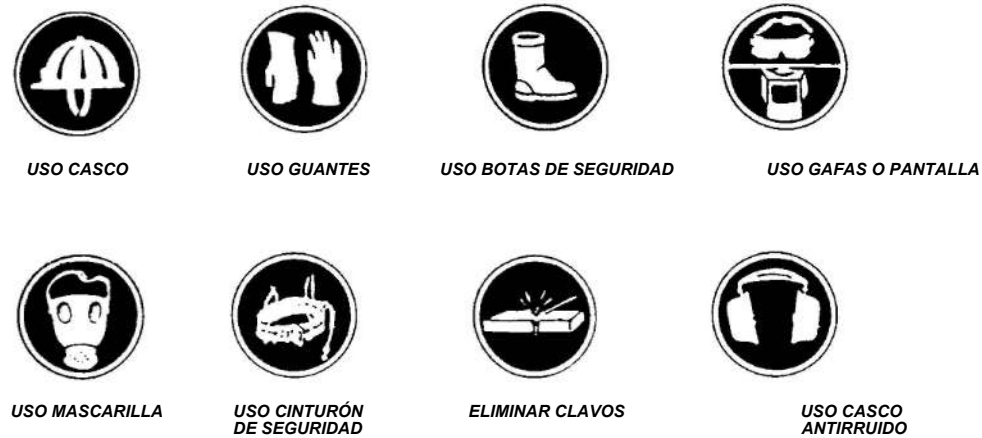 USO CASCO
USO GUANTES
USO BOTAS DE SEGURIDAD
USO GAFAS O PANTALLA
USO MASCARILLA
USO CINTURÓN
DE SEGURIDAD
ELIMINAR CLAVOS
USO CASCO
ANTIRRUIDO